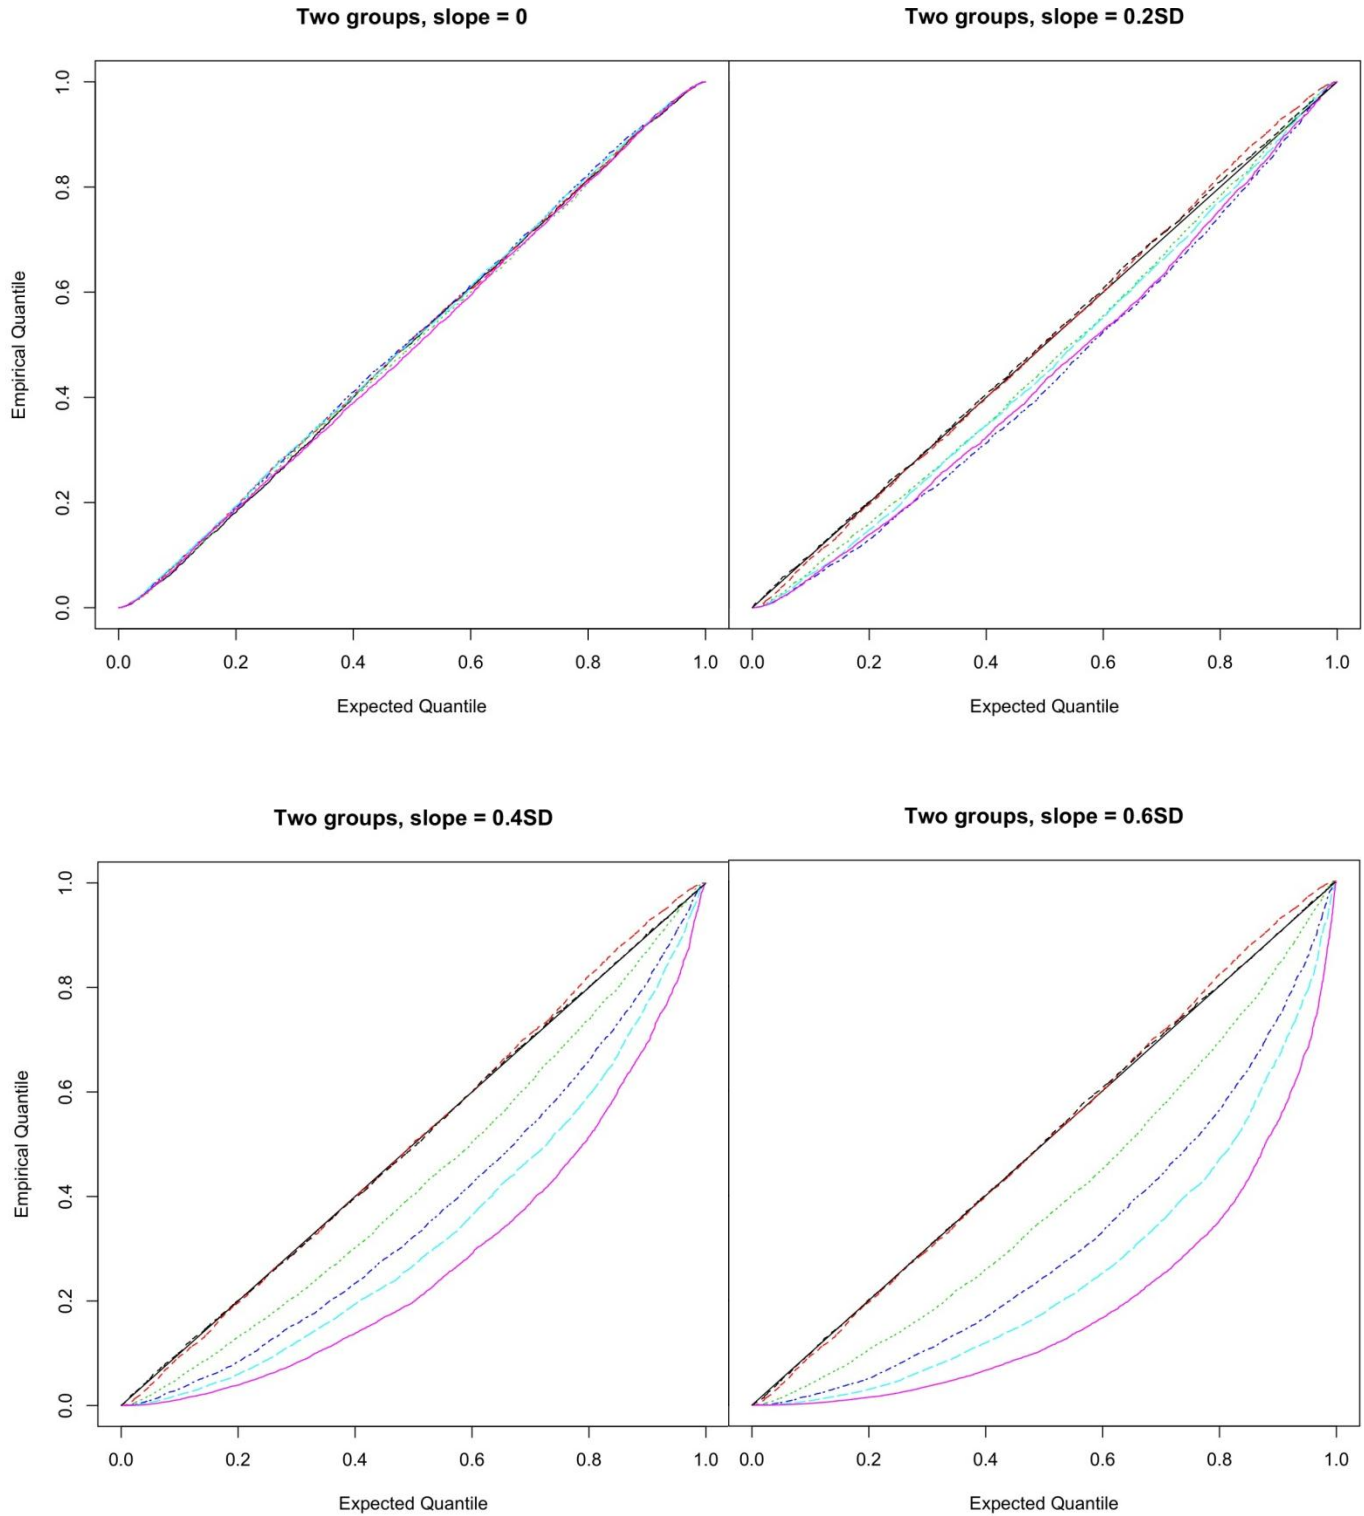 Two groups, slope = 0
Two groups, slope = 0.2SD
Empirical Quantile
1.0
0.8
0.6
0.4
0.2
0.0
0.0 0.2 0.4 0.6 0.8 1.0
0.0 0.2 0.4 0.6 0.8 1.0
Expected Quantile
Expected Quantile
Two groups, slope = 0.4SD
Two groups, slope = 0.6SD
Empirical Quantile
1.0
0.8
0.6
0.4
0.2
0.0
0.0 0.2 0.4 0.6 0.8 1.0
0.0 0.2 0.4 0.6 0.8 1.0
Expected Quantile
Expected Quantile